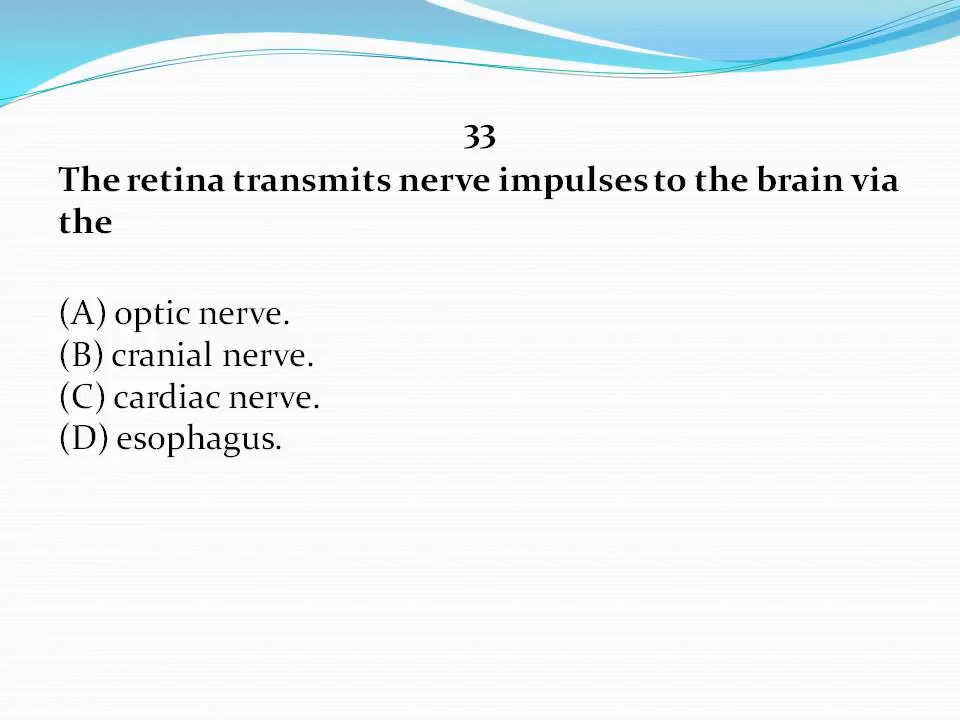 33
The retina transmits nerve impulses to the brain via
the
(A) optic nerve.
(B) cranial nerve.
(C) cardiac nerve.
(D) esophagus.